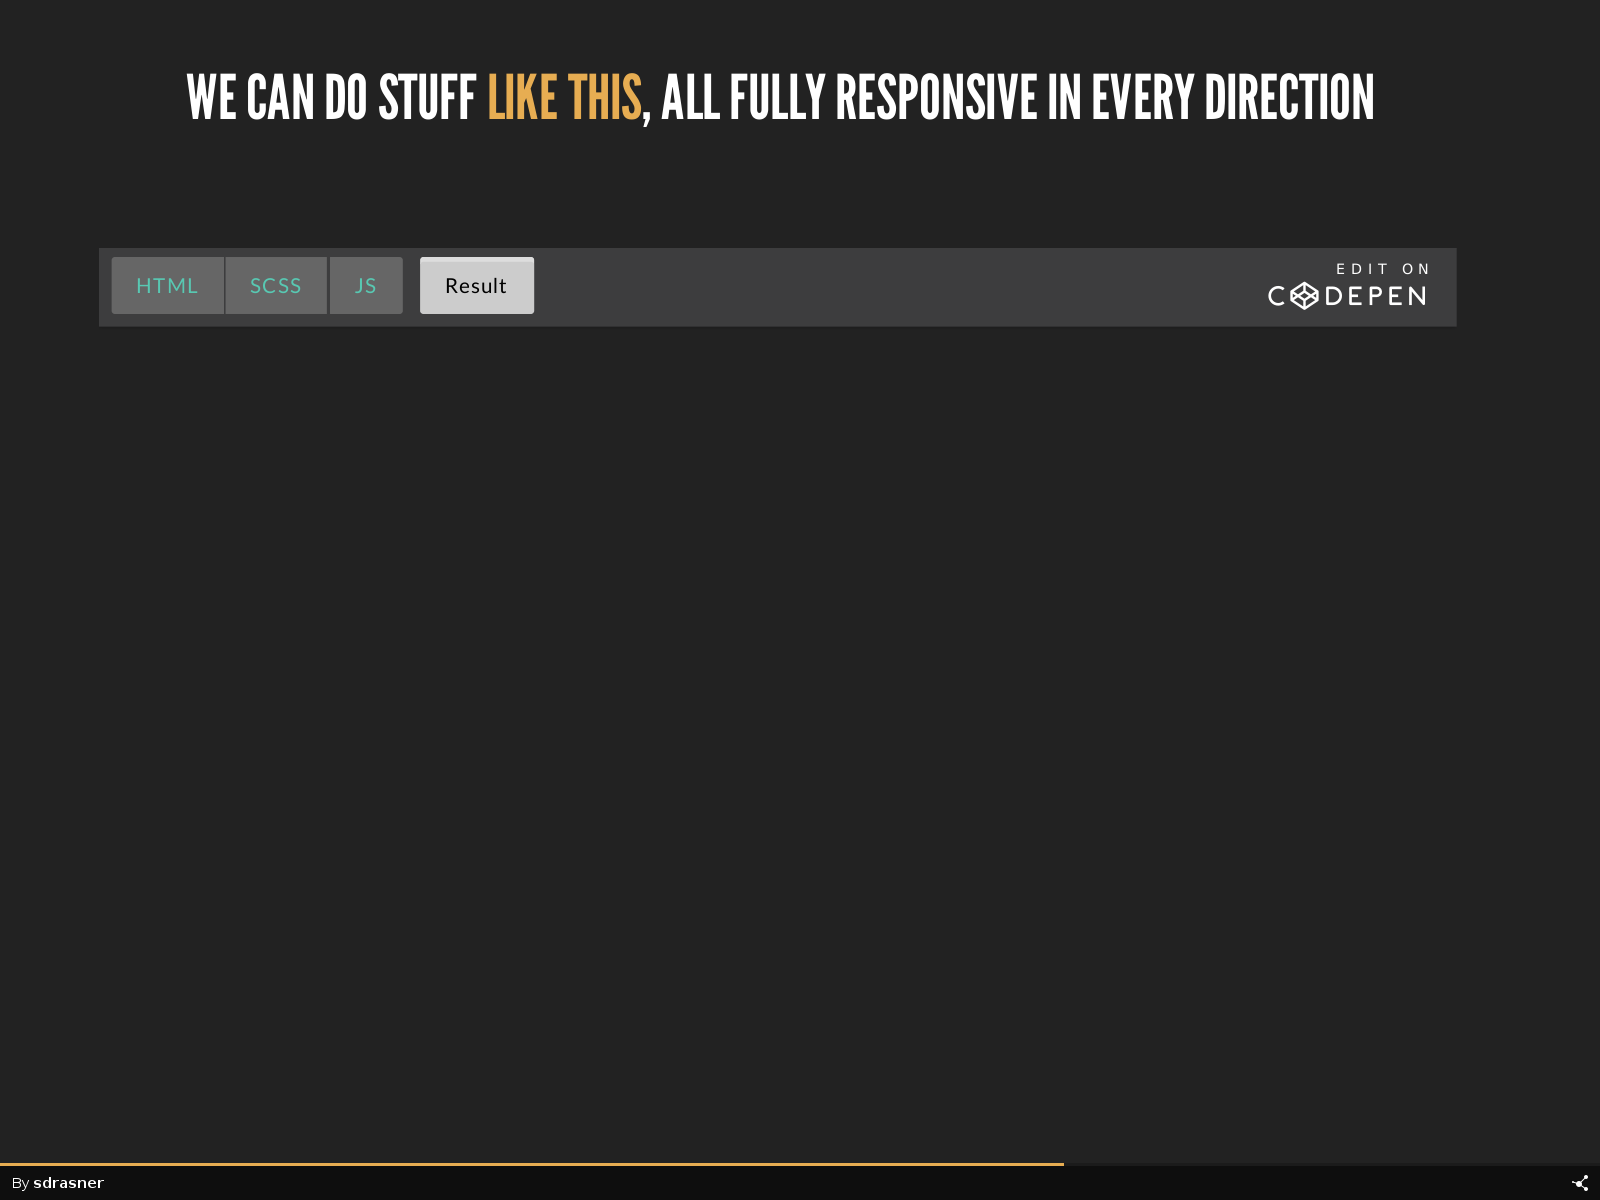 WE CAN DO STUFF LIKE THIS, ALL FULLY RESPONSIVE IN EVERY DIRECTION
HTML SCSS JS Result
EDIT ON
CODEPEN
By sdrasner